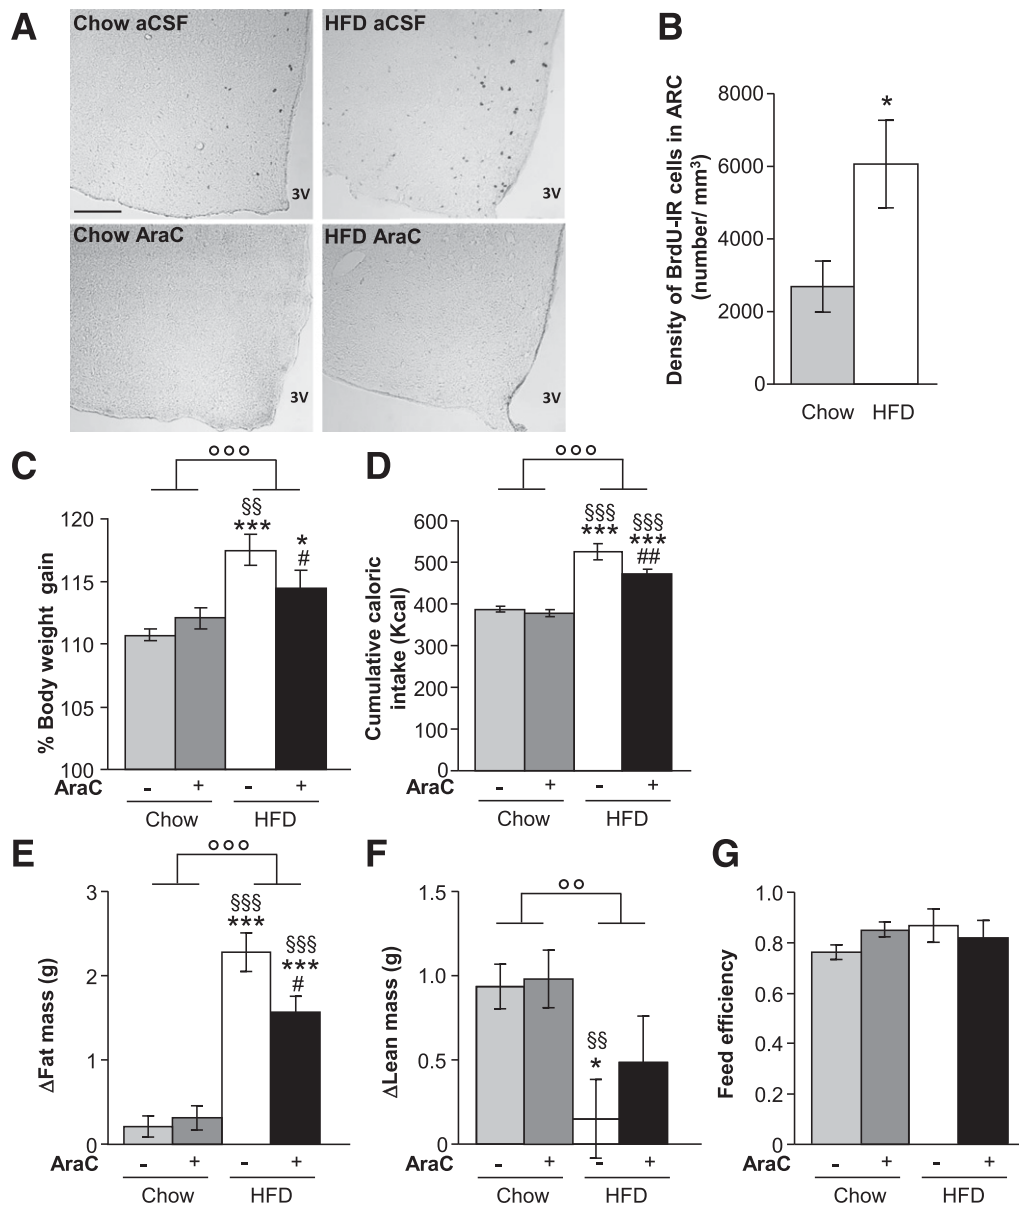 A
Chow aCSF
3V
HFD aCSF
3V
Chow AraC
3V
HFD AraC
3V
B
Density of BrdU-IR cells in ARC
(number/ mm³)
8000
6000
4000
2000
0
*
Chow HFD
C
°°°
% Body weight gain
120
115
110
105
100
§§
***
*
#
AraC - + - +
Chow HFD
D
°°°
Cumulative caloric
intake (Kcal)
600
500
400
300
200
100
0
§§§
***
§§§
***
##
AraC - + - +
Chow HFD
E
°°°
ΔFat mass (g)
3
2
1
0
§§§
***
§§§
***
#
AraC - + - +
Chow HFD
F
°°
ΔLean mass (g)
1.5
1.0
0.5
0
§§
*
AraC - + - +
Chow HFD
G
Feed efficiency
1.0
0.8
0.6
0.4
0.2
0
AraC - + - +
Chow HFD